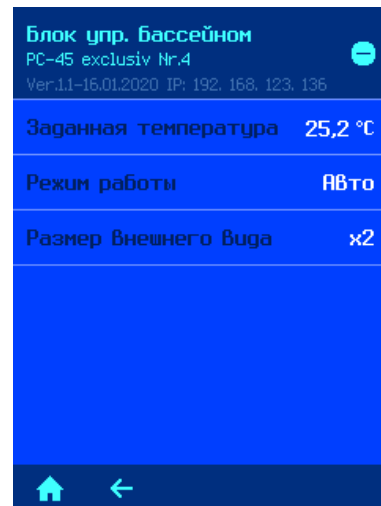 Блок упр. Бассейном
PC-45 exclusiv Nr.4
Ver.1.1-16.01.2020 IP: 192. 168. 123. 136
Заданная температура 25,2 °C
Режим работы Авто
Размер Внешнего Вида x2